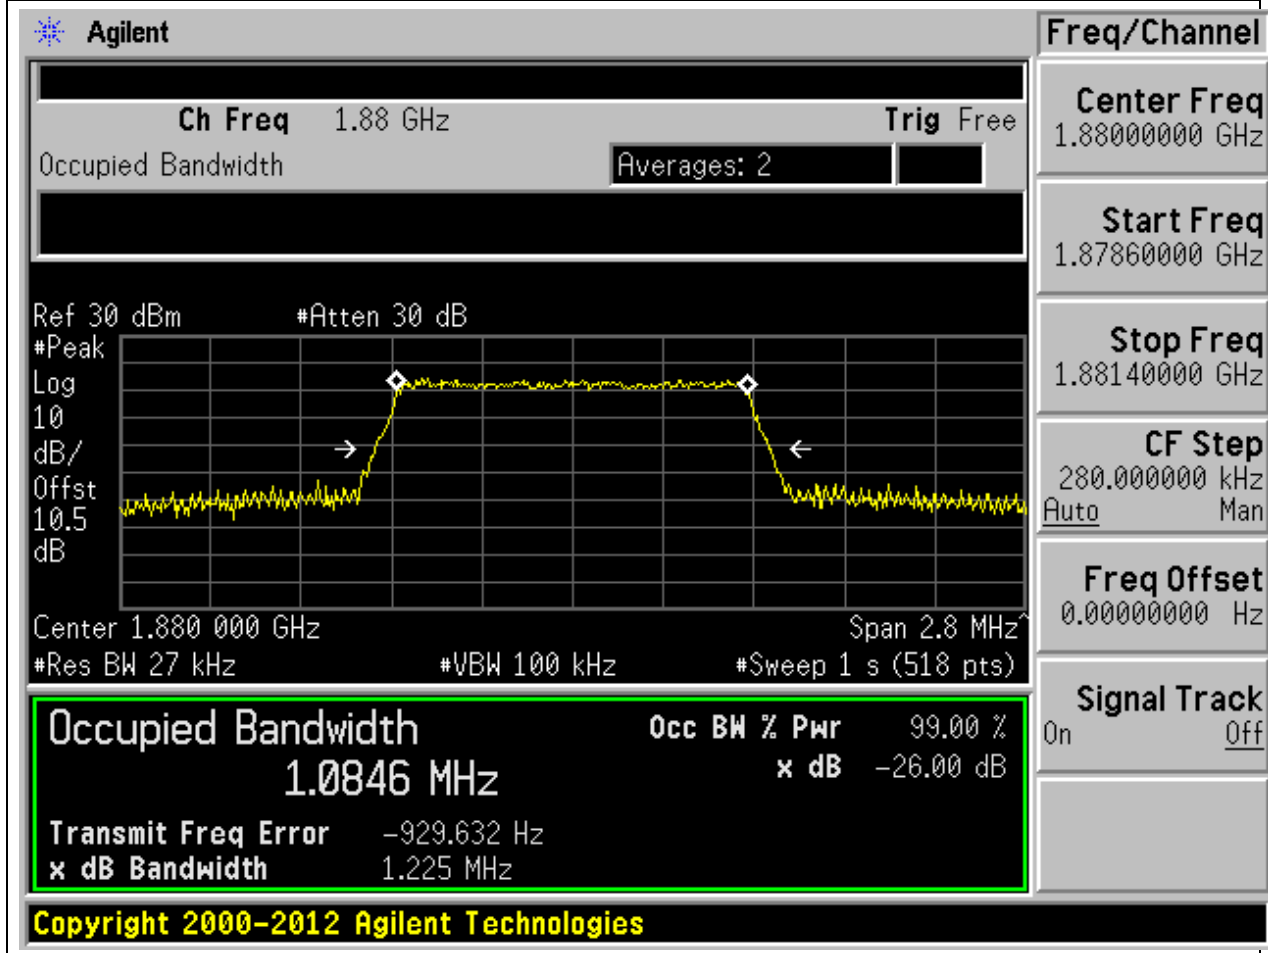 Agilent
Freq/Channel
Ch Freq 1.88 GHz Trig Free
Occupied Bandwidth Averages: 2
Center Freq
1.88000000 GHz
Start Freq
1.87860000 GHz
Stop Freq
1.88140000 GHz
CF Step
280.000000 kHz
Auto Man
Freq Offset
0.00000000 Hz
Signal Track
On Off
Ref 30 dBm #Atten 30 dB
#Peak
Log
10
dB/
Offst
10.5
dB
Center 1.880 000 GHz Span 2.8 MHz^
#Res BW 27 kHz #VBW 100 kHz #Sweep 1 s (518 pts)
Occupied Bandwidth Occ BW % Pwr 99.00 %
1.0846 MHz x dB -26.00 dB
Transmit Freq Error -929.632 Hz
x dB Bandwidth 1.225 MHz
Copyright 2000-2012 Agilent Technologies